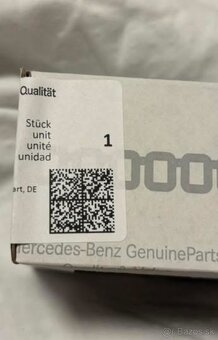 Qualität
Stück
unit
unité
unidad
1
art, DE
ercedes-Benz GenuineParts